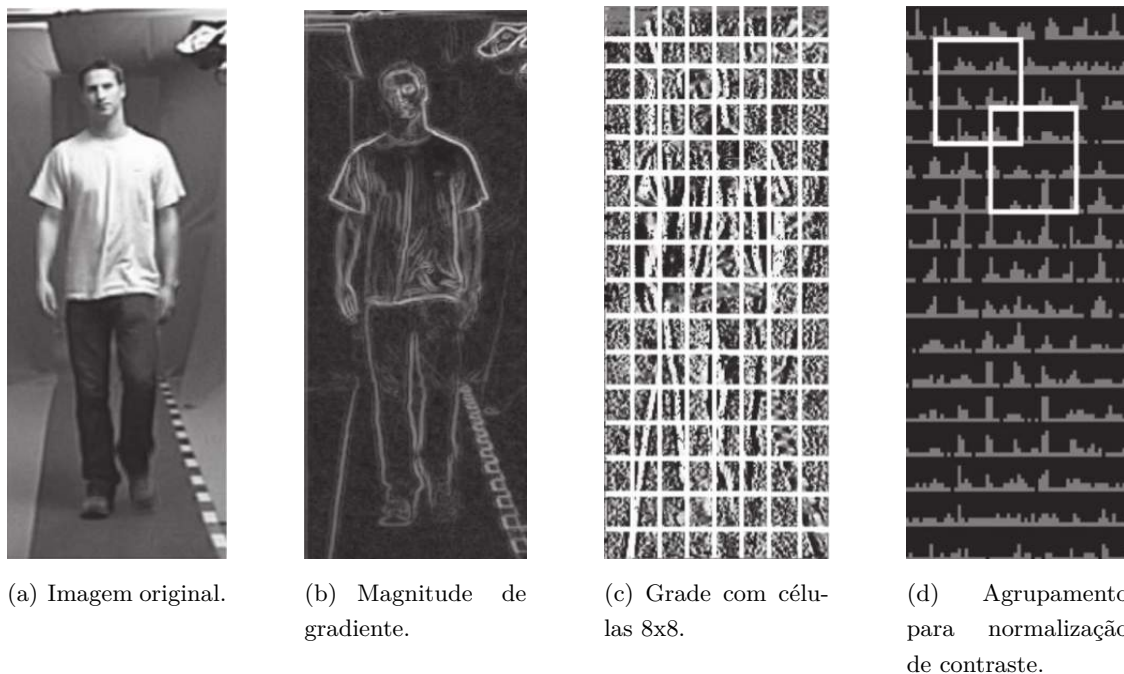 (a) Imagem original.
(b) Magnitude de
gradiente.
(c) Grade com célu-
las 8x8.
(d) Agrupamento
para normalização
de contraste.